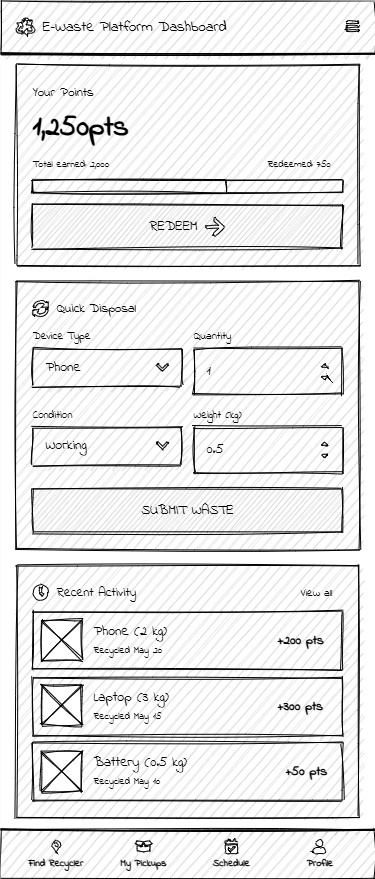 E-Waste Platform Dashboard
Your Points
1,250pts
Total earned: 2,000 Redeemed: 750
REDEEM
Quick Disposal
Device Type Quantity
Phone 1
Condition Weight (kg)
Working 0.5
SUBMIT WASTE
Recent Activity View all
Phone (2 kg)
Recycled May 20
+200 pts
Laptop (3 kg)
Recycled May 15
+300 pts
Battery (0.5 kg)
Recycled May 10
+50 pts
Find Recycler My Pickups Schedule Profile